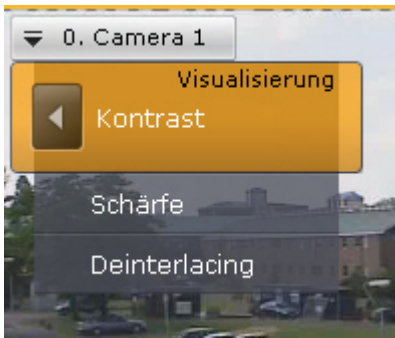 0. Camera 1
Visualisierung
Kontrast
Schärfe
Deinterlacing